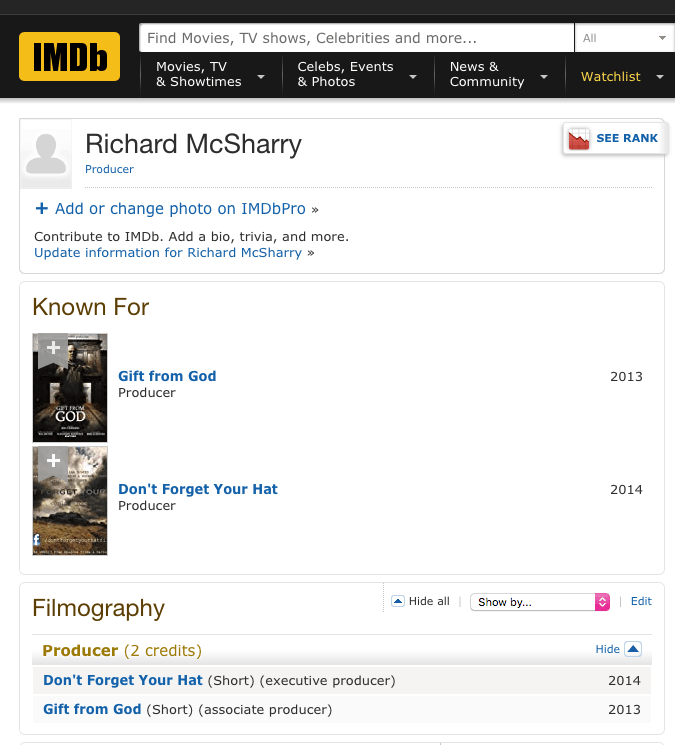 IMDb
Find Movies, TV shows, Celebrities and more...
All
Movies, TV
& Showtimes
Celebs, Events
& Photos
News &
Community
Watchlist
Richard McSharry
SEE RANK
Producer
+ Add or change photo on IMDbPro »
Contribute to IMDb. Add a bio, trivia, and more.
Update information for Richard McSharry »
Known For
GIFT FROM
GOD
Gift from God
2013
Producer
Don't Forget Your Hat
2014
Producer
Filmography
Hide all
|
Show by...
|
Edit
Producer (2 credits)
Hide
Don't Forget Your Hat (Short) (executive producer)
2014
Gift from God (Short) (associate producer)
2013